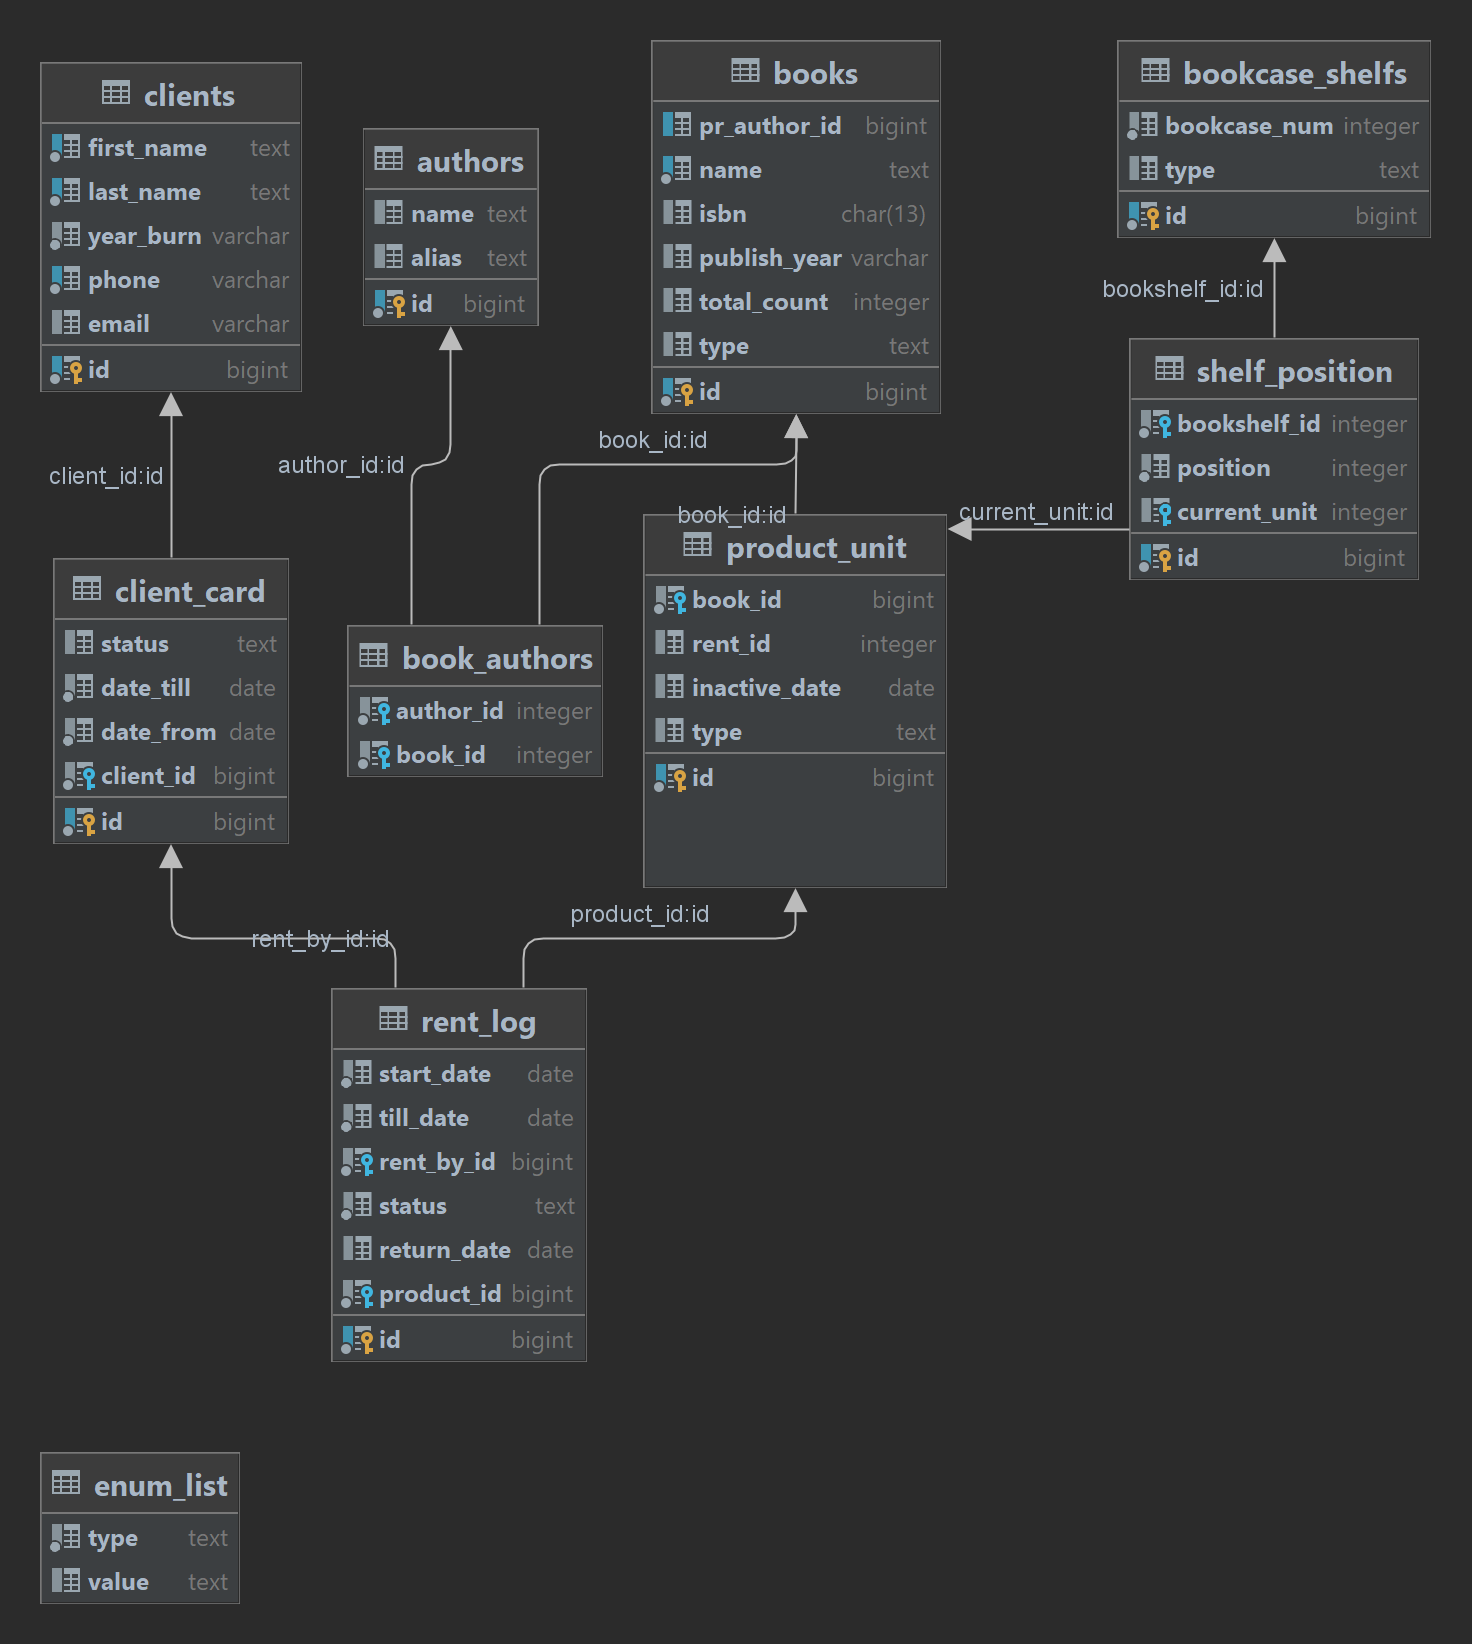 clients
first_name text
last_name text
year_burn varchar
phone varchar
email varchar
id bigint
authors
name text
alias text
id bigint
books
pr_author_id bigint
name text
isbn char(13)
publish_year varchar
total_count integer
type text
id bigint
bookcase_shelfs
bookcase_num integer
type text
id bigint
bookshelf_id:id
shelf_position
bookshelf_id integer
position integer
current_unit integer
id bigint
client_id:id
author_id:id
book_id:id
book_id:id
current_unit:id
client_card
status text
date_till date
date_from date
client_id bigint
id bigint
book_authors
author_id integer
book_id integer
product_unit
book_id bigint
rent_id integer
inactive_date date
type text
id bigint
rent_by_id:id
product_id:id
rent_log
start_date date
till_date date
rent_by_id bigint
status text
return_date date
product_id bigint
id bigint
enum_list
type text
value text